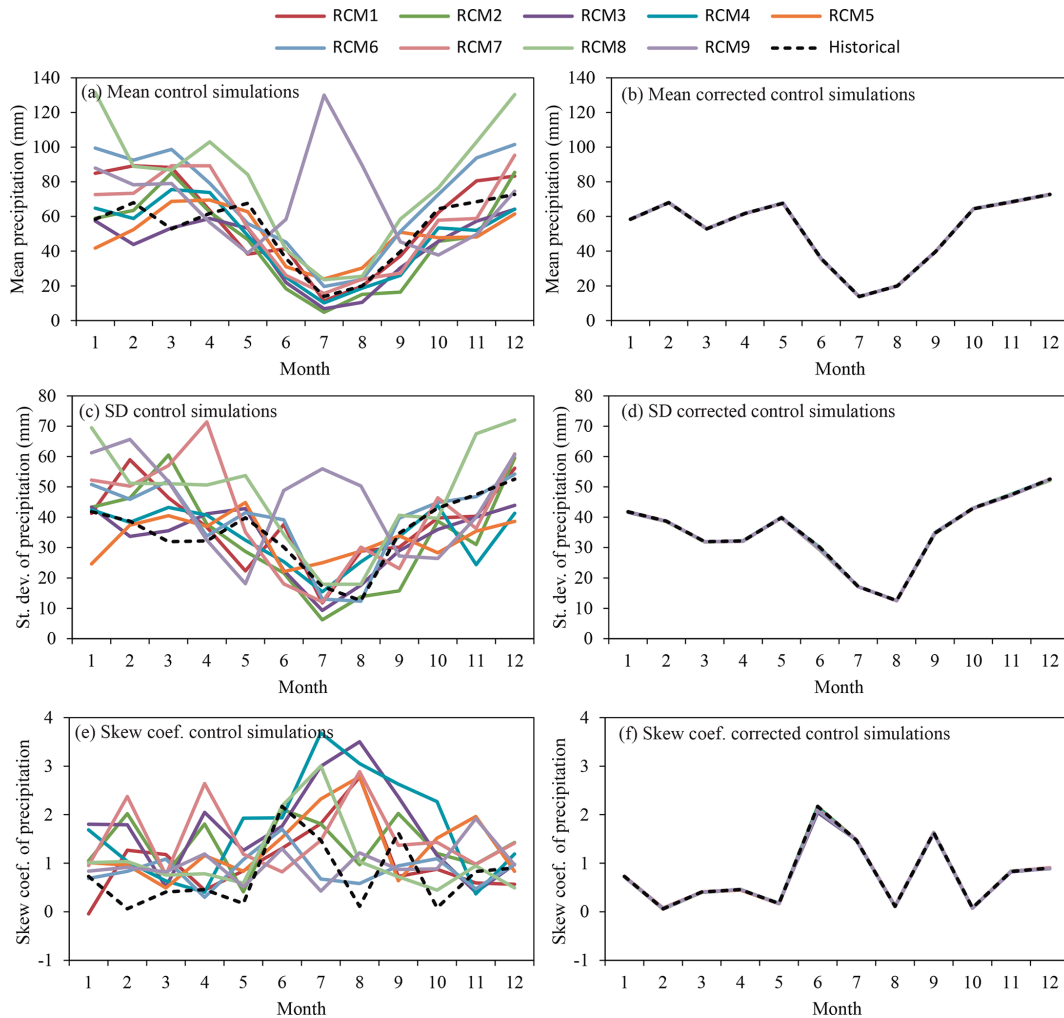 RCM1 RCM2 RCM3 RCM4 RCM5
RCM6 RCM7 RCM8 RCM9 Historical
(a) Mean control simulations
Mean precipitation (mm)
140
120
100
80
60
40
20
0
1 2 3 4 5 6 7 8 9 10 11 12
Month
(b) Mean corrected control simulations
Mean precipitation (mm)
140
120
100
80
60
40
20
0
1 2 3 4 5 6 7 8 9 10 11 12
Month
(c) SD control simulations
St. dev. of precipitation (mm)
80
70
60
50
40
30
20
10
0
1 2 3 4 5 6 7 8 9 10 11 12
Month
(d) SD corrected control simulations
St. dev. of precipitation (mm)
80
70
60
50
40
30
20
10
0
1 2 3 4 5 6 7 8 9 10 11 12
Month
(e) Skew coef. control simulations
Skew coef. of precipitation
4
3
2
1
0
-1
1 2 3 4 5 6 7 8 9 10 11 12
Month
(f) Skew coef. corrected control simulations
Skew coef. of precipitation
4
3
2
1
0
-1
1 2 3 4 5 6 7 8 9 10 11 12
Month